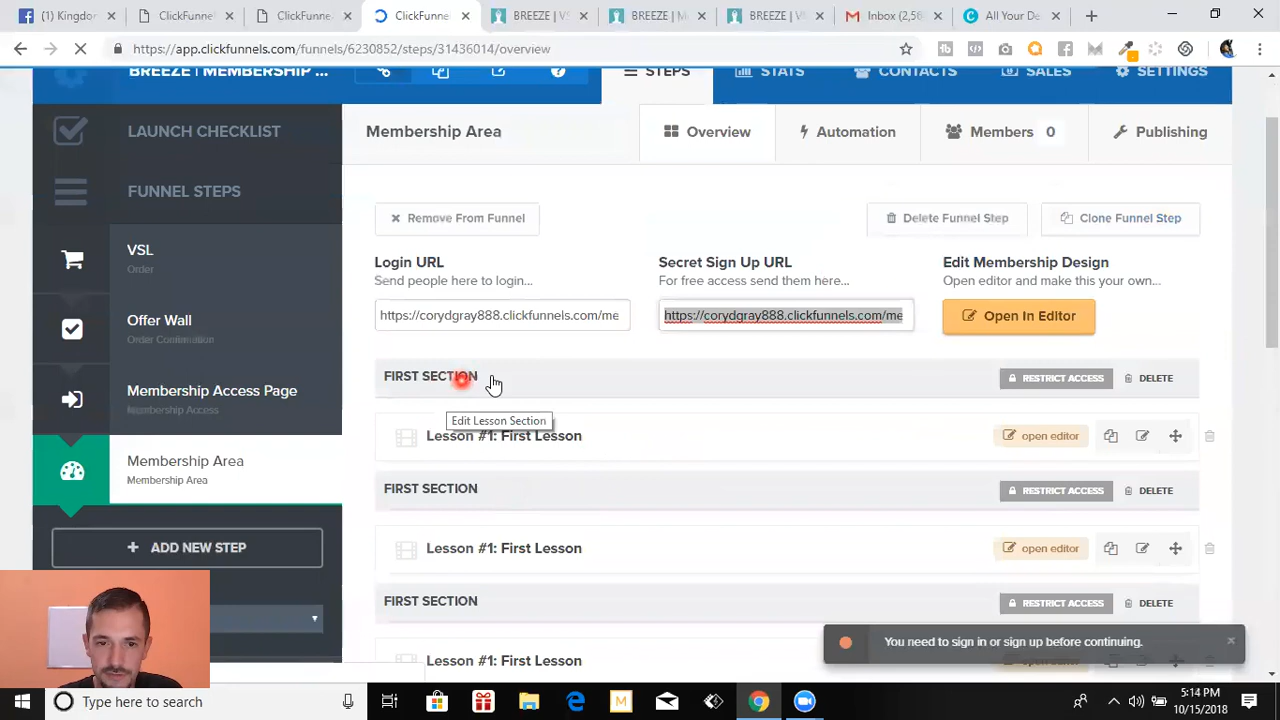 (1) Kingdo
ClickFunnels
ClickFunnel
ClickFunnels
BREEZE | VS
BREEZE | M
BREEZE | V
Inbox (2,56
All Your De
https://app.clickfunnels.com/funnels/6230852/steps/31436014/overview
BREEZE | MEMBERSHIP ...
STEPS
STATS
CONTACTS
SALES
SETTINGS
LAUNCH CHECKLIST
FUNNEL STEPS
VSL
Order
Offer Wall
Order Confirmation
Membership Access Page
Membership Access
Membership Area
Membership Area
+ ADD NEW STEP
Membership Area
Overview
Automation
Members 0
Publishing
Remove From Funnel
Delete Funnel Step
Clone Funnel Step
Login URL
Send people here to login...
https://corydgray888.clickfunnels.com/me
Secret Sign Up URL
For free access send them here...
https://corydgray888.clickfunnels.com/me
Edit Membership Design
Open editor and make this your own...
Open In Editor
FIRST SECTION
RESTRICT ACCESS
DELETE
Edit Lesson Section
Lesson #1: First Lesson
open editor
FIRST SECTION
RESTRICT ACCESS
DELETE
Lesson #1: First Lesson
open editor
FIRST SECTION
RESTRICT ACCESS
DELETE
Lesson #1: First Lesson
You need to sign in or sign up before continuing.
Type here to search
5:14 PM
10/15/2018